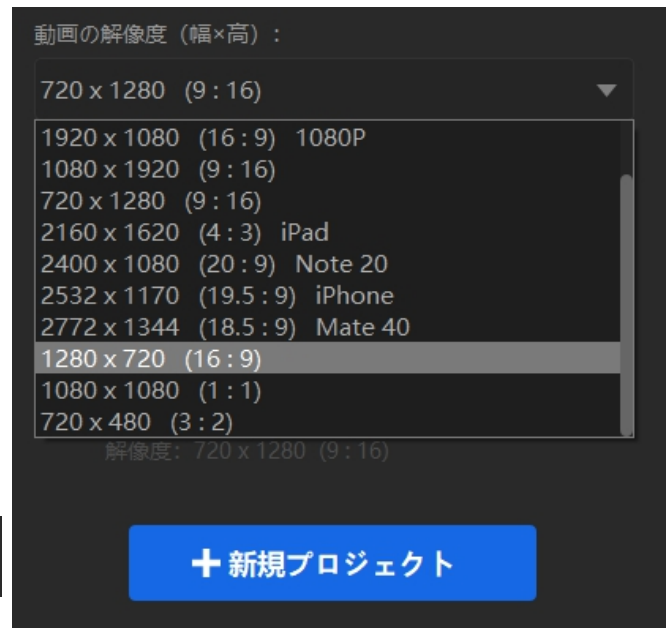 動画の解像度（幅×高）:
720 x 1280 (9 : 16)
1920 x 1080 (16 : 9) 1080P
1080 x 1920 (9 : 16)
720 x 1280 (9 : 16)
2160 x 1620 (4 : 3) iPad
2400 x 1080 (20 : 9) Note 20
2532 x 1170 (19.5 : 9) iPhone
2772 x 1344 (18.5 : 9) Mate 40
1280 x 720 (16 : 9)
1080 x 1080 (1 : 1)
720 x 480 (3 : 2)
解像度: 720 x 1280 (9 : 16)
+ 新規プロジェクト